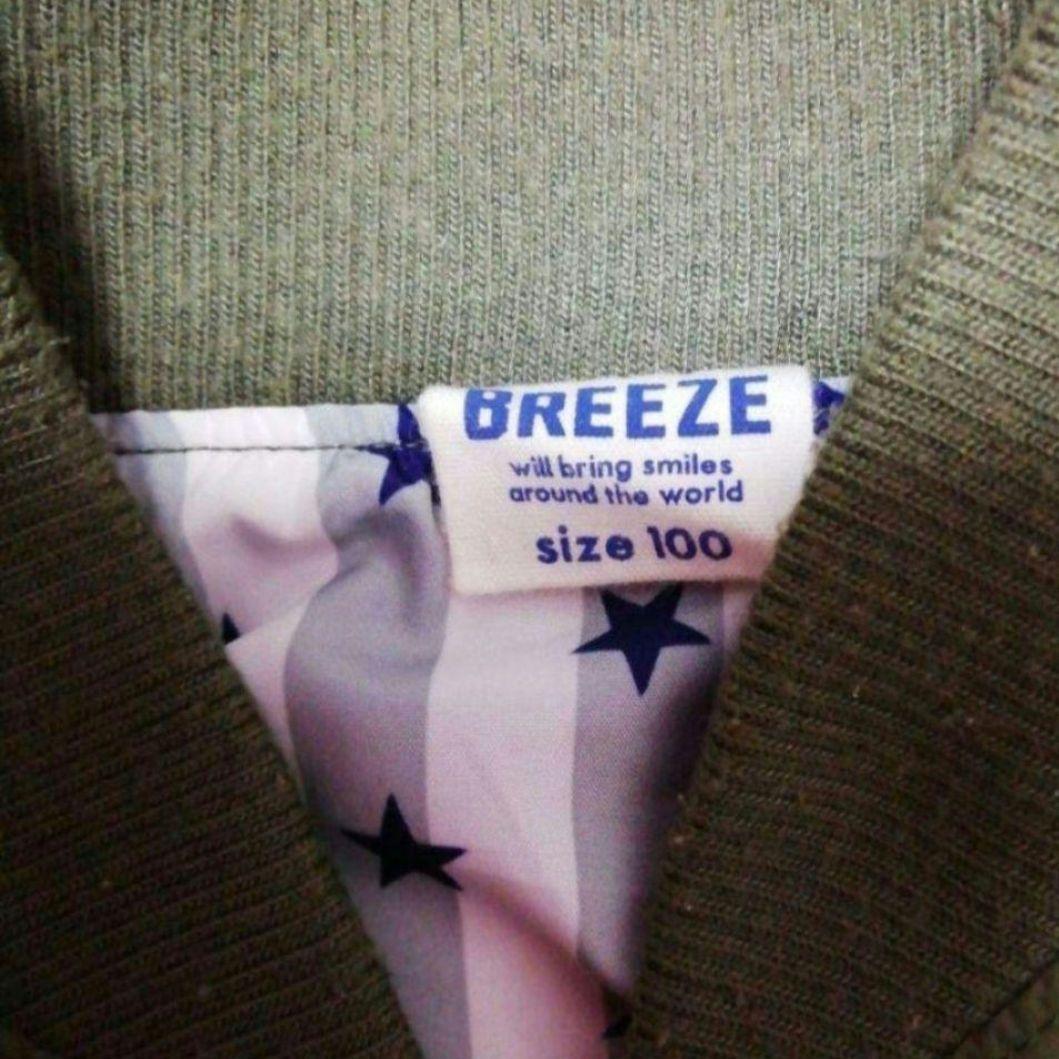 BREEZE
will bring smiles
around the world
size 100